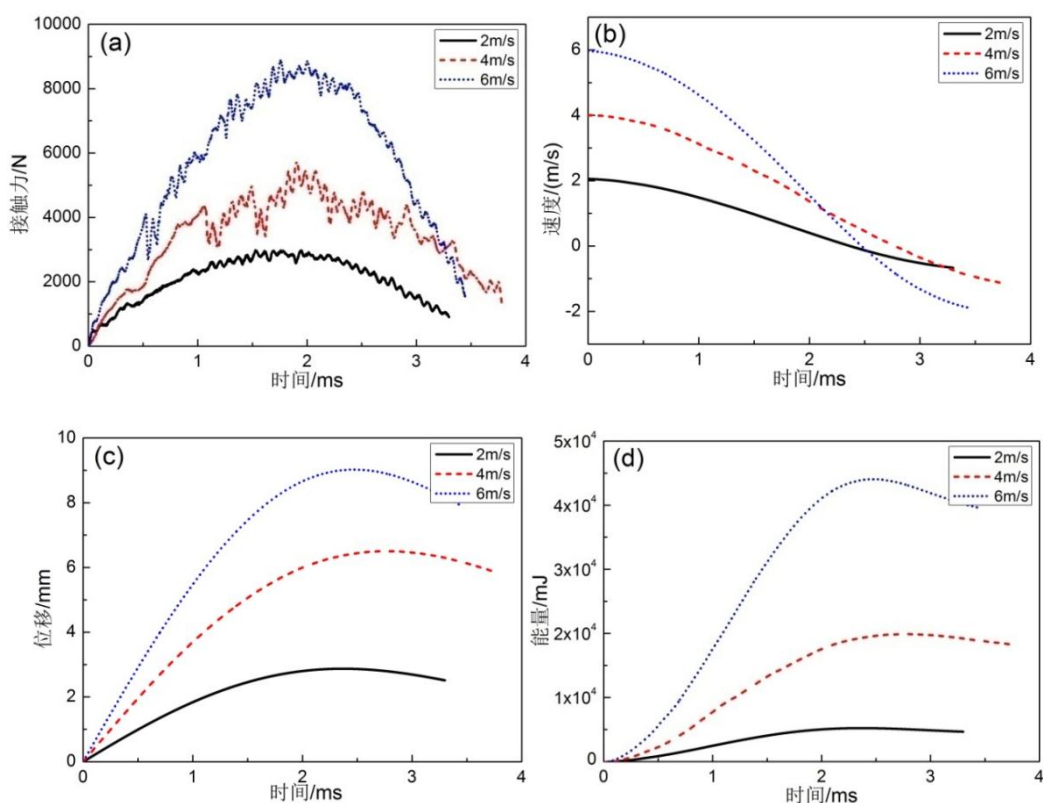 (a)
2m/s
4m/s
6m/s
10000
8000
6000
4000
2000
0
接触力/N
0 1 2 3 4
时间/ms
(b)
2m/s
4m/s
6m/s
6
4
2
0
-2
速度/(m/s)
0 1 2 3 4
时间/ms
(c)
2m/s
4m/s
6m/s
10
8
6
4
2
0
位移/mm
0 1 2 3 4
时间/ms
(d)
2m/s
4m/s
6m/s
5x10⁴
4x10⁴
3x10⁴
2x10⁴
1x10⁴
0
能量/mJ
0 1 2 3 4
时间/ms